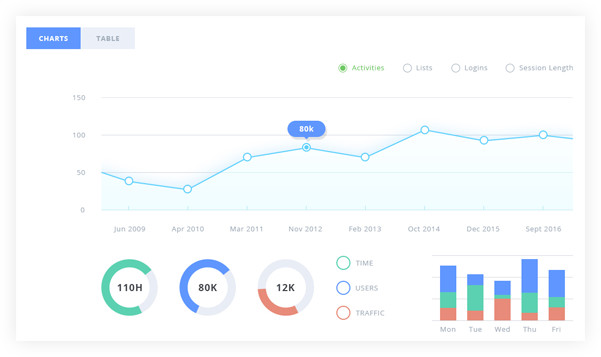 CHARTS TABLE
Activities Lists Logins Session Length
150
100
50
0
80k
Jun 2009 Apr 2010 Mar 2011 Nov 2012 Feb 2013 Oct 2014 Dec 2015 Sept 2016
110H 80K 12K
TIME
USERS
TRAFFIC
Mon Tue Wed Thu Fri